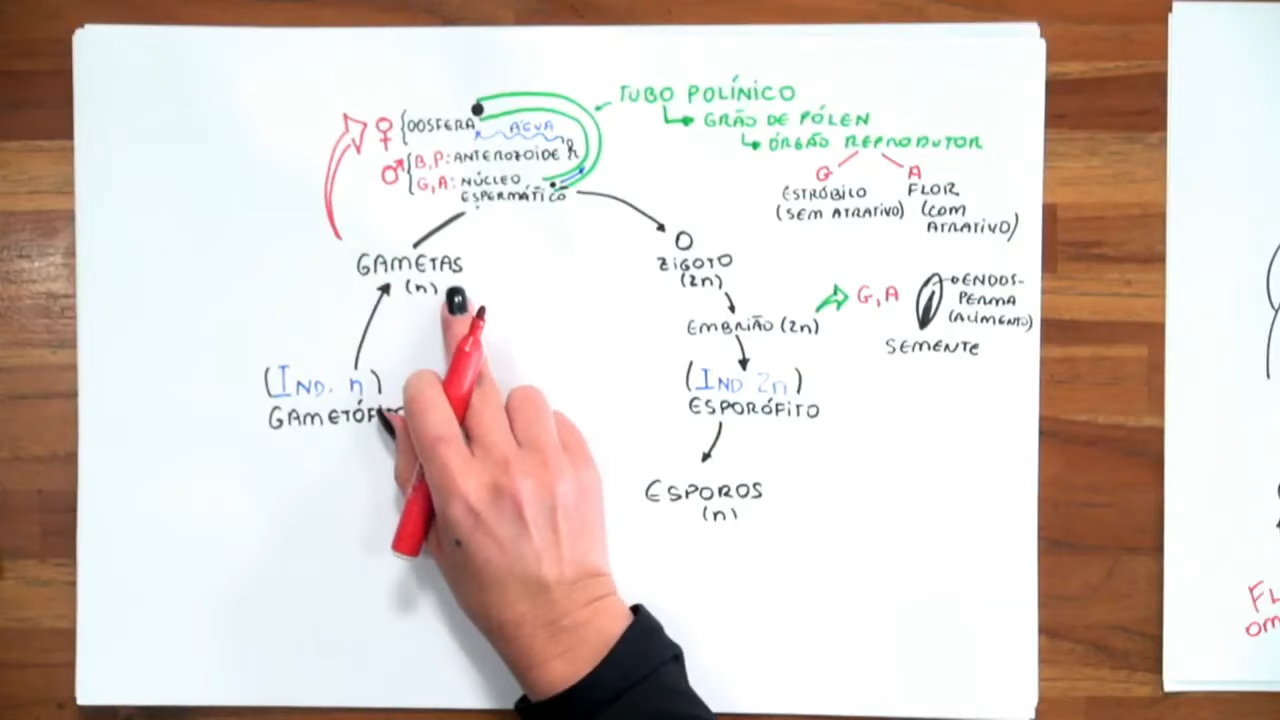 TUBO POLÍNICO
GRÃO DE PÓLEN
ÓRGÃO REPRODUTOR
G A
ESTRÓBILO
(SEM ATRATIVO)
FLOR
(COM
ATRATIVO)
♀ {OOSFERA
ÁGUA
♂ { B,P: ANTEROZOIDE
G,A: NÚCLEO
ESPERMÁTICO
GAMETAS
(n)
(IND. n)
ZIGOTO
(2n)
EMBRIÃO (2n)
G, A
ENDOS-
PERMA
(ALIMENTO)
SEMENTE
(IND 2n)
ESPORÓFITO
ESPOROS
(n)